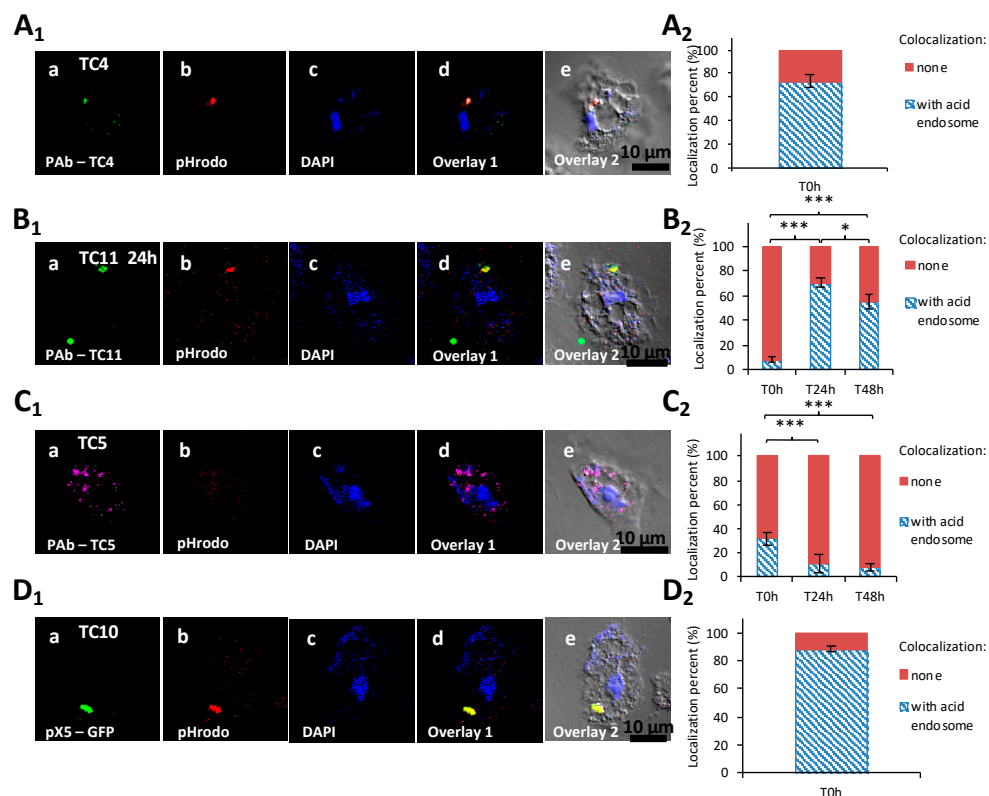 A1
a TC4 b c d e
PAb – TC4 pHrodo DAPI Overlay 1 Overlay 2
10 µm
A2
Localization percent (%)
100
80
60
40
20
0
T0h
Colocalization:
none
with acid
endosome
B1
a TC11 24h b c d e
PAb – TC11 pHrodo DAPI Overlay 1 Overlay 2
10 µm
B2
***
*** *
Localization percent (%)
100
80
60
40
20
0
T0h T24h T48h
Colocalization:
none
with acid
endosome
C1
a TC5 b c d e
PAb – TC5 pHrodo DAPI Overlay 1 Overlay 2
10 µm
C2
***
***
Localization percent (%)
100
80
60
40
20
0
T0h T24h T48h
Colocalization:
none
with acid
endosome
D1
a TC10 b c d e
pX5 – GFP pHrodo DAPI Overlay 1 Overlay 2
10 µm
D2
Localization percent (%)
100
80
60
40
20
0
T0h
Colocalization:
none
with acid
endosome